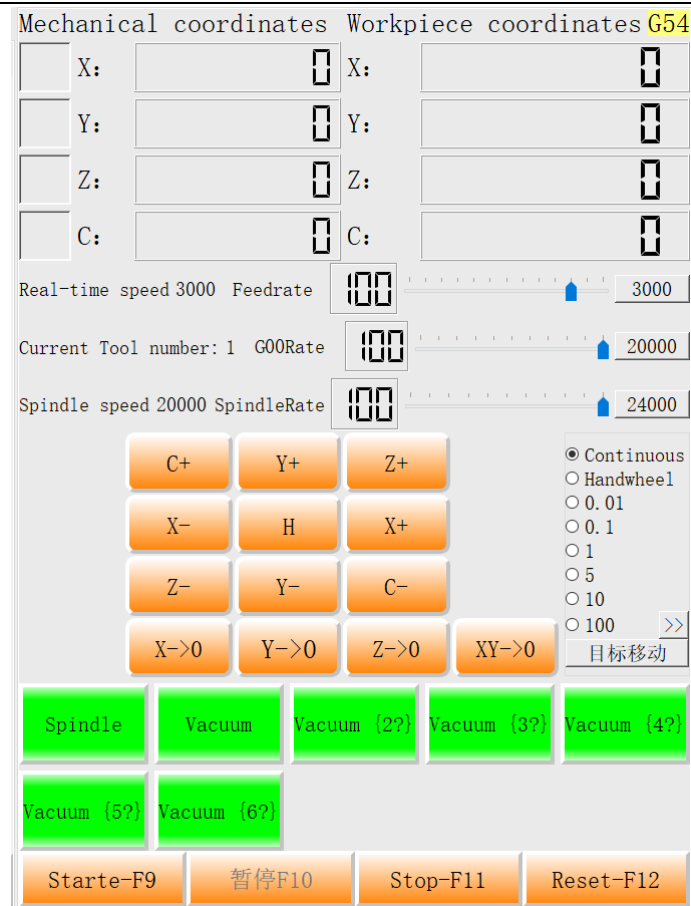 Mechanical coordinates Workpiece coordinates G54
X: 0 X: 0
Y: 0 Y: 0
Z: 0 Z: 0
C: 0 C: 0
Real-time speed 3000 Feedrate 100 3000
Current Tool number: 1 G00Rate 100 20000
Spindle speed 20000 SpindleRate 100 24000
C+ Y+ Z+
X- H X+
Z- Y- C-
X->0 Y->0 Z->0 XY->0
Continuous
Handwheel
0.01
0.1
1
5
10
100 >>
目标移动
Spindle Vacuum Vacuum {2?} Vacuum {3?} Vacuum {4?}
Vacuum {5?} Vacuum {6?}
Starte-F9 暂停F10 Stop-F11 Reset-F12